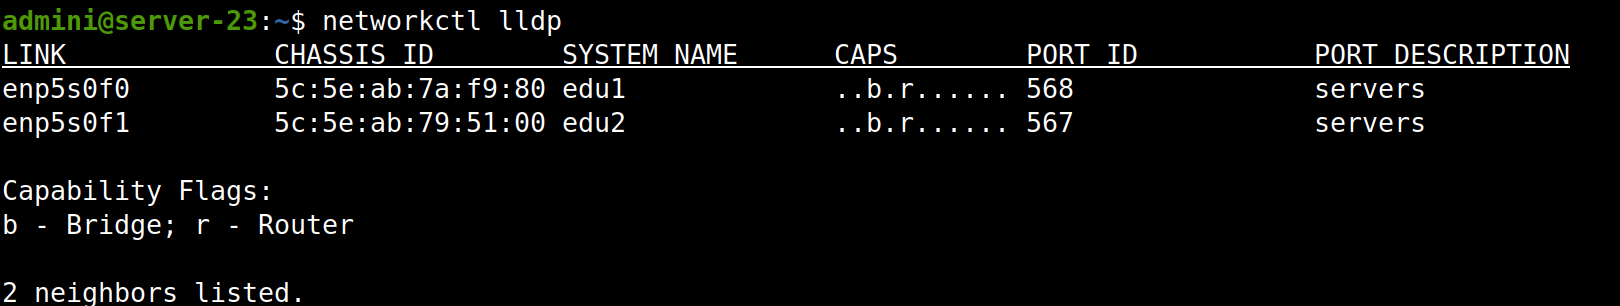 admini@server-23:~$ networkctl lldp
LINK             CHASSIS ID        SYSTEM NAME      CAPS        PORT ID           PORT DESCRIPTION
enp5s0f0         5c:5e:ab:7a:f9:80 edu1             ..b.r...... 568               servers
enp5s0f1         5c:5e:ab:79:51:00 edu2             ..b.r...... 567               servers
Capability Flags:
b - Bridge; r - Router
2 neighbors listed.